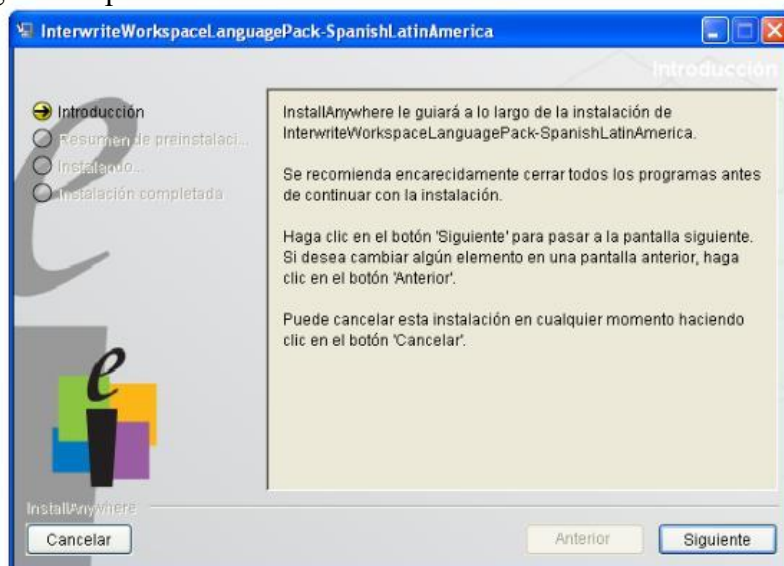 InterwriteWorkspaceLanguagePack-SpanishLatinAmerica
Introducción
Introducción
Resumen de preinstalaci...
Instalando...
Instalación completada
InstallAnywhere le guiará a lo largo de la instalación de
InterwriteWorkspaceLanguagePack-SpanishLatinAmerica.
Se recomienda encarecidamente cerrar todos los programas antes
de continuar con la instalación.
Haga clic en el botón 'Siguiente' para pasar a la pantalla siguiente.
Si desea cambiar algún elemento en una pantalla anterior, haga
clic en el botón 'Anterior'.
Puede cancelar esta instalación en cualquier momento haciendo
clic en el botón 'Cancelar'.
InstallAnywhere
Cancelar
Anterior
Siguiente